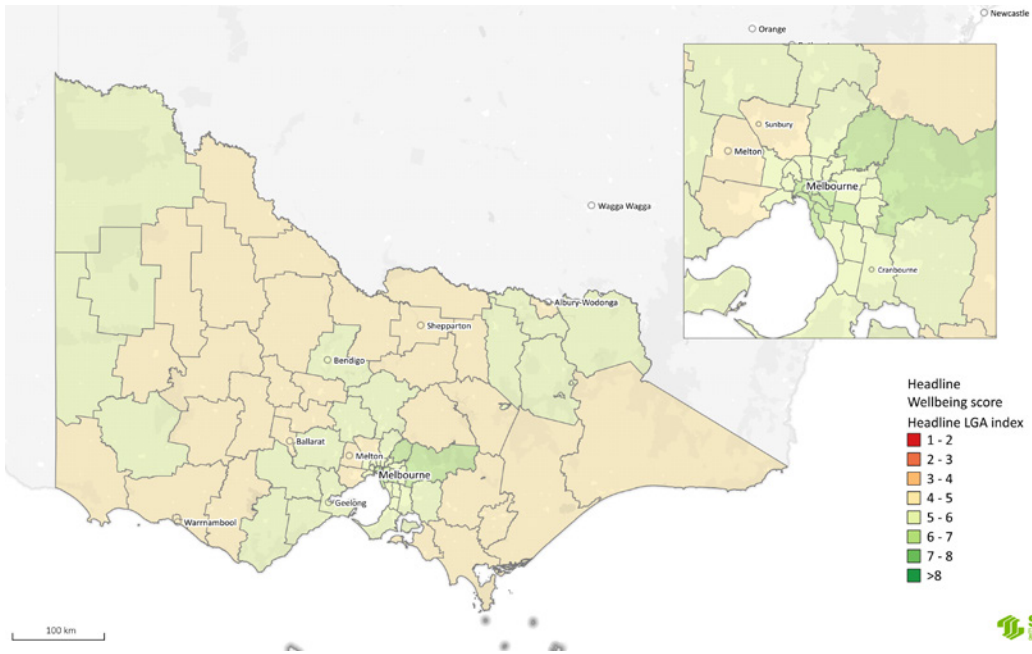 Newcastle
Orange
Sunbury
Melton
Melbourne
Cranbourne
Wagga Wagga
Albury-Wodonga
Shepparton
Bendigo
Ballarat
Melton
Melbourne
Geelong
Warrnambool
Headline
Wellbeing score
Headline LGA index
1 - 2
2 - 3
3 - 4
4 - 5
5 - 6
6 - 7
7 - 8
>8
100 km